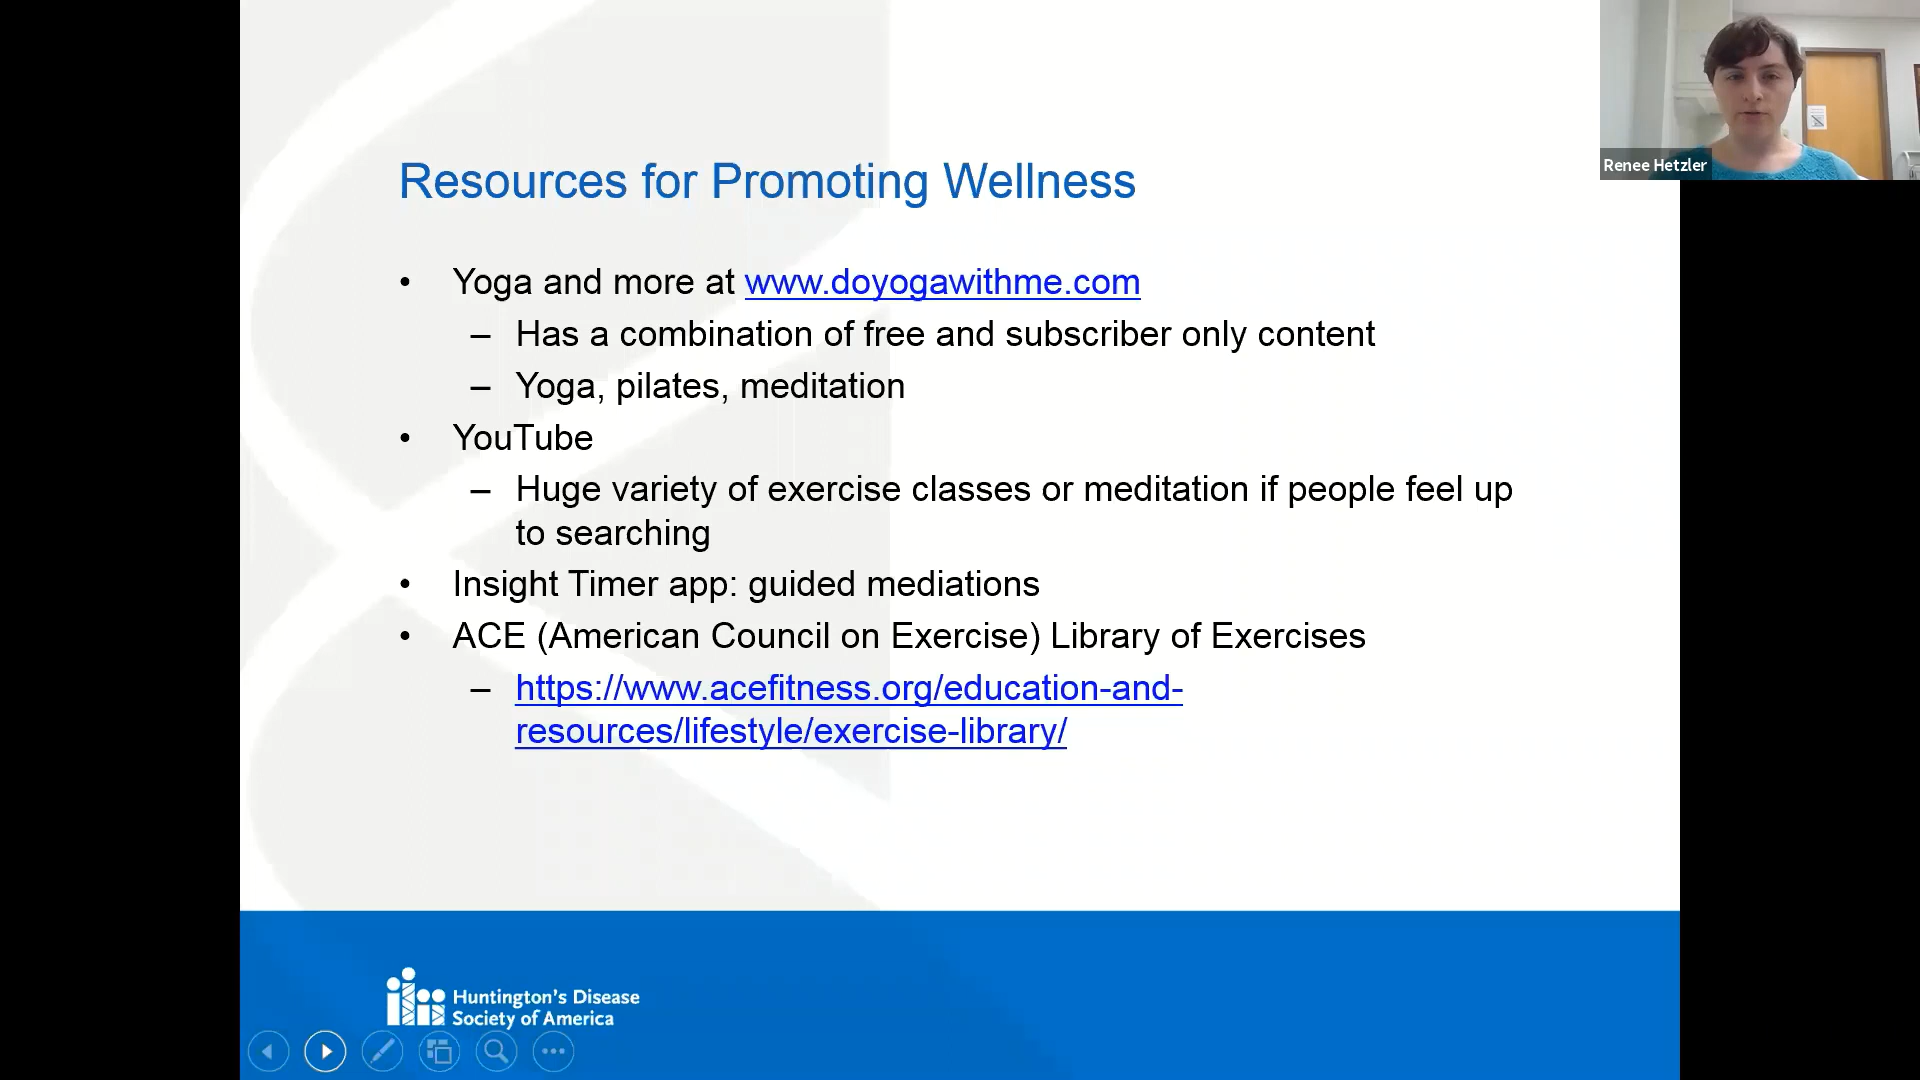 Renee Hetzler
Resources for Promoting Wellness
• Yoga and more at www.doyogawithme.com
– Has a combination of free and subscriber only content
– Yoga, pilates, meditation
• YouTube
– Huge variety of exercise classes or meditation if people feel up
to searching
• Insight Timer app: guided mediations
• ACE (American Council on Exercise) Library of Exercises
– https://www.acefitness.org/education-and-
resources/lifestyle/exercise-library/
Huntington's Disease
Society of America